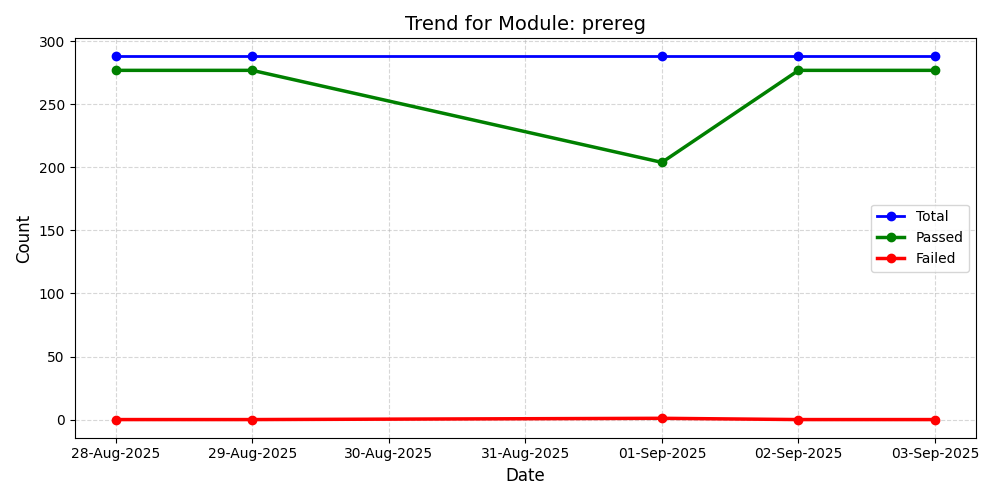 Trend for Module: prereg
300
250
200
150
100
50
0
Count
Total
Passed
Failed
28-Aug-2025
29-Aug-2025
30-Aug-2025
31-Aug-2025
01-Sep-2025
02-Sep-2025
03-Sep-2025
Date